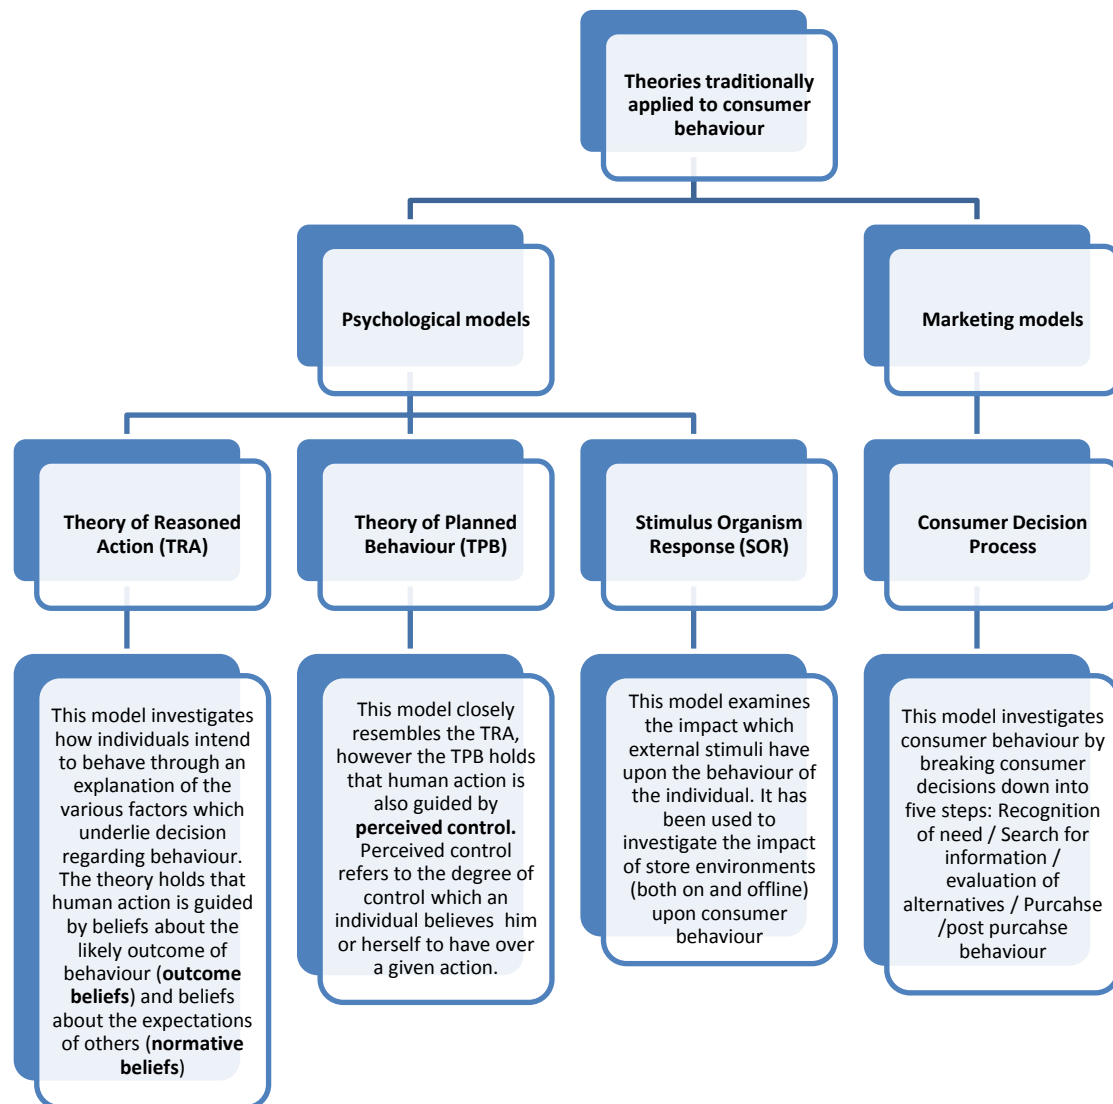 Theories traditionally
applied to consumer
behaviour
Psychological models
Marketing models
Theory of Reasoned
Action (TRA)
Theory of Planned
Behaviour (TPB)
Stimulus Organism
Response (SOR)
Consumer Decision
Process
This model investigates
how individuals intend
to behave through an
explanation of the
various factors which
underlie decision
regarding behaviour.
The theory holds that
human action is guided
by beliefs about the
likely outcome of
behaviour (outcome
beliefs) and beliefs
about the expectations
of others (normative
beliefs)
This model closely
resembles the TRA,
however the TPB holds
that human action is
also guided by
perceived control.
Perceived control
refers to the degree of
control which an
individual believes him
or herself to have over
a given action.
This model examines
the impact which
external stimuli have
upon the behaviour of
the individual. It has
been used to
investigate the impact
of store environments
(both on and offline)
upon consumer
behaviour
This model investigates
consumer behaviour by
breaking consumer
decisions down into
five steps: Recognition
of need / Search for
information /
evaluation of
alternatives / Purcahse
/post purcahse
behaviour